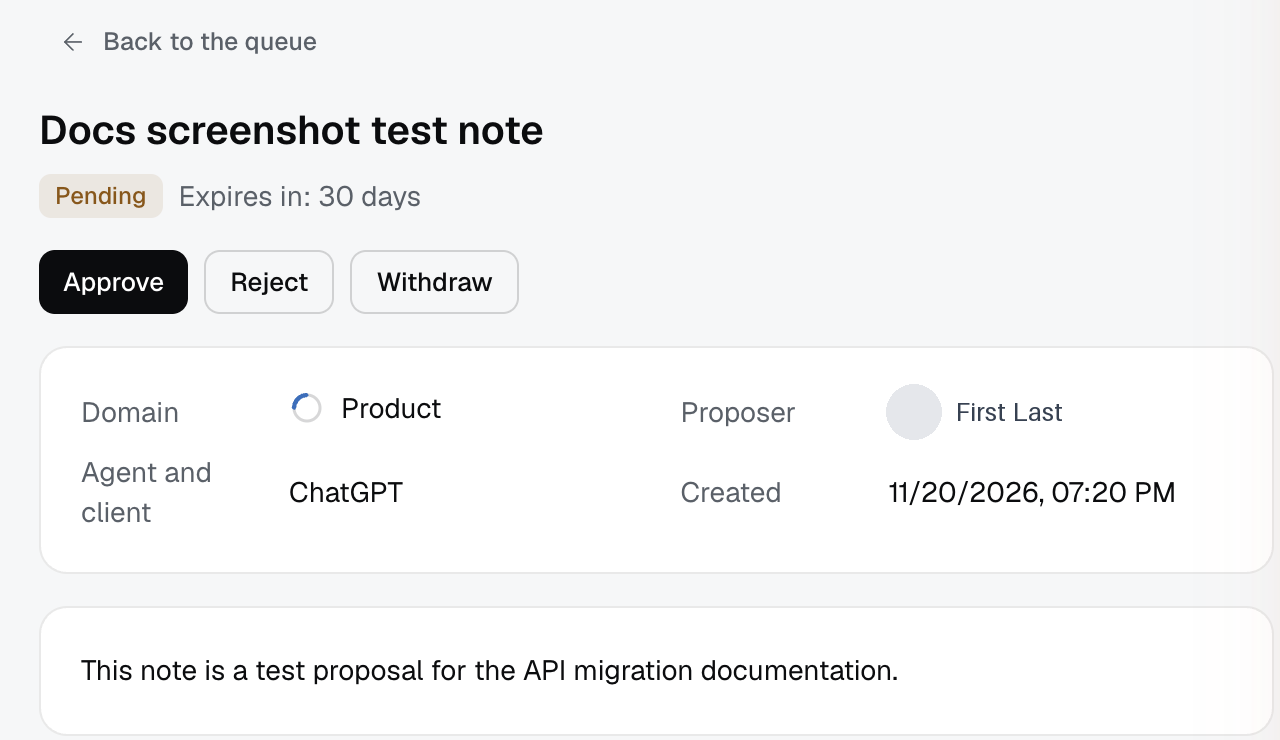 Back to the queue
Docs screenshot test note
Pending Expires in: 30 days
Approve Reject Withdraw
Domain Product Proposer First Last
Agent and client ChatGPT Created 11/20/2026, 07:20 PM
This note is a test proposal for the API migration documentation.